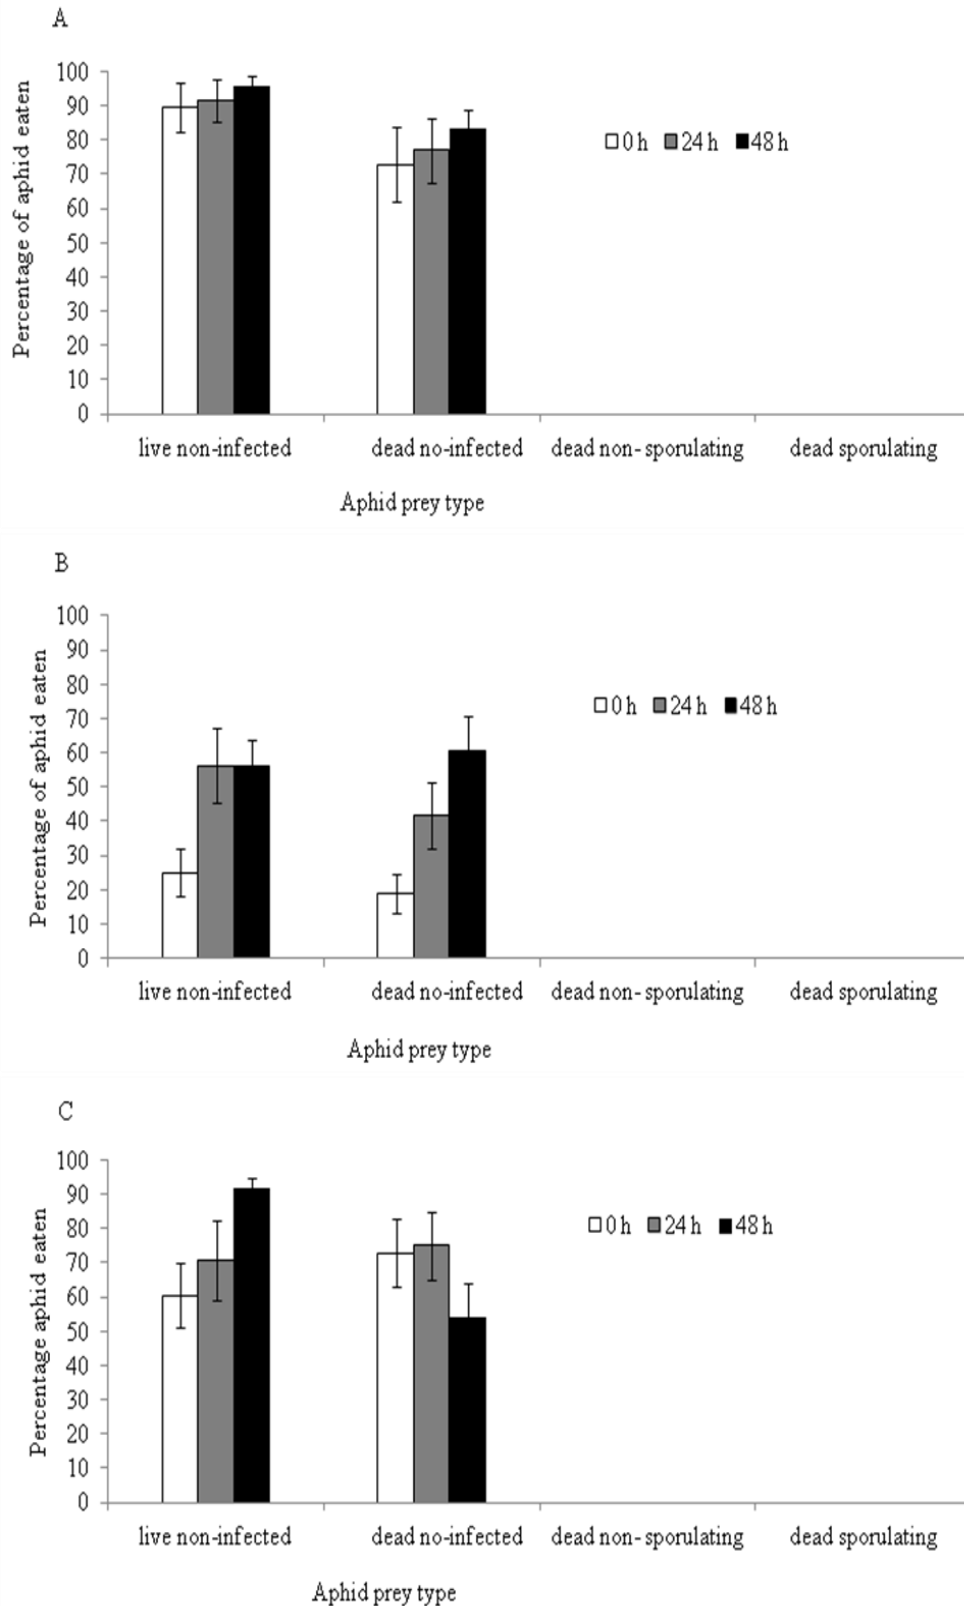 A
Percentage of aphid eaten
100
90
80
70
60
50
40
30
20
10
0
0 h 24 h 48 h
live non-infected dead no-infected dead non- sporulating dead sporulating
Aphid prey type
B
Percentage of aphid eaten
100
90
80
70
60
50
40
30
20
10
0
0 h 24 h 48 h
live non-infected dead no-infected dead non- sporulating dead sporulating
Aphid prey type
C
Percentage aphid eaten
100
90
80
70
60
50
40
30
20
10
0
0 h 24 h 48 h
live non-infected dead no-infected dead non- sporulating dead sporulating
Aphid prey type